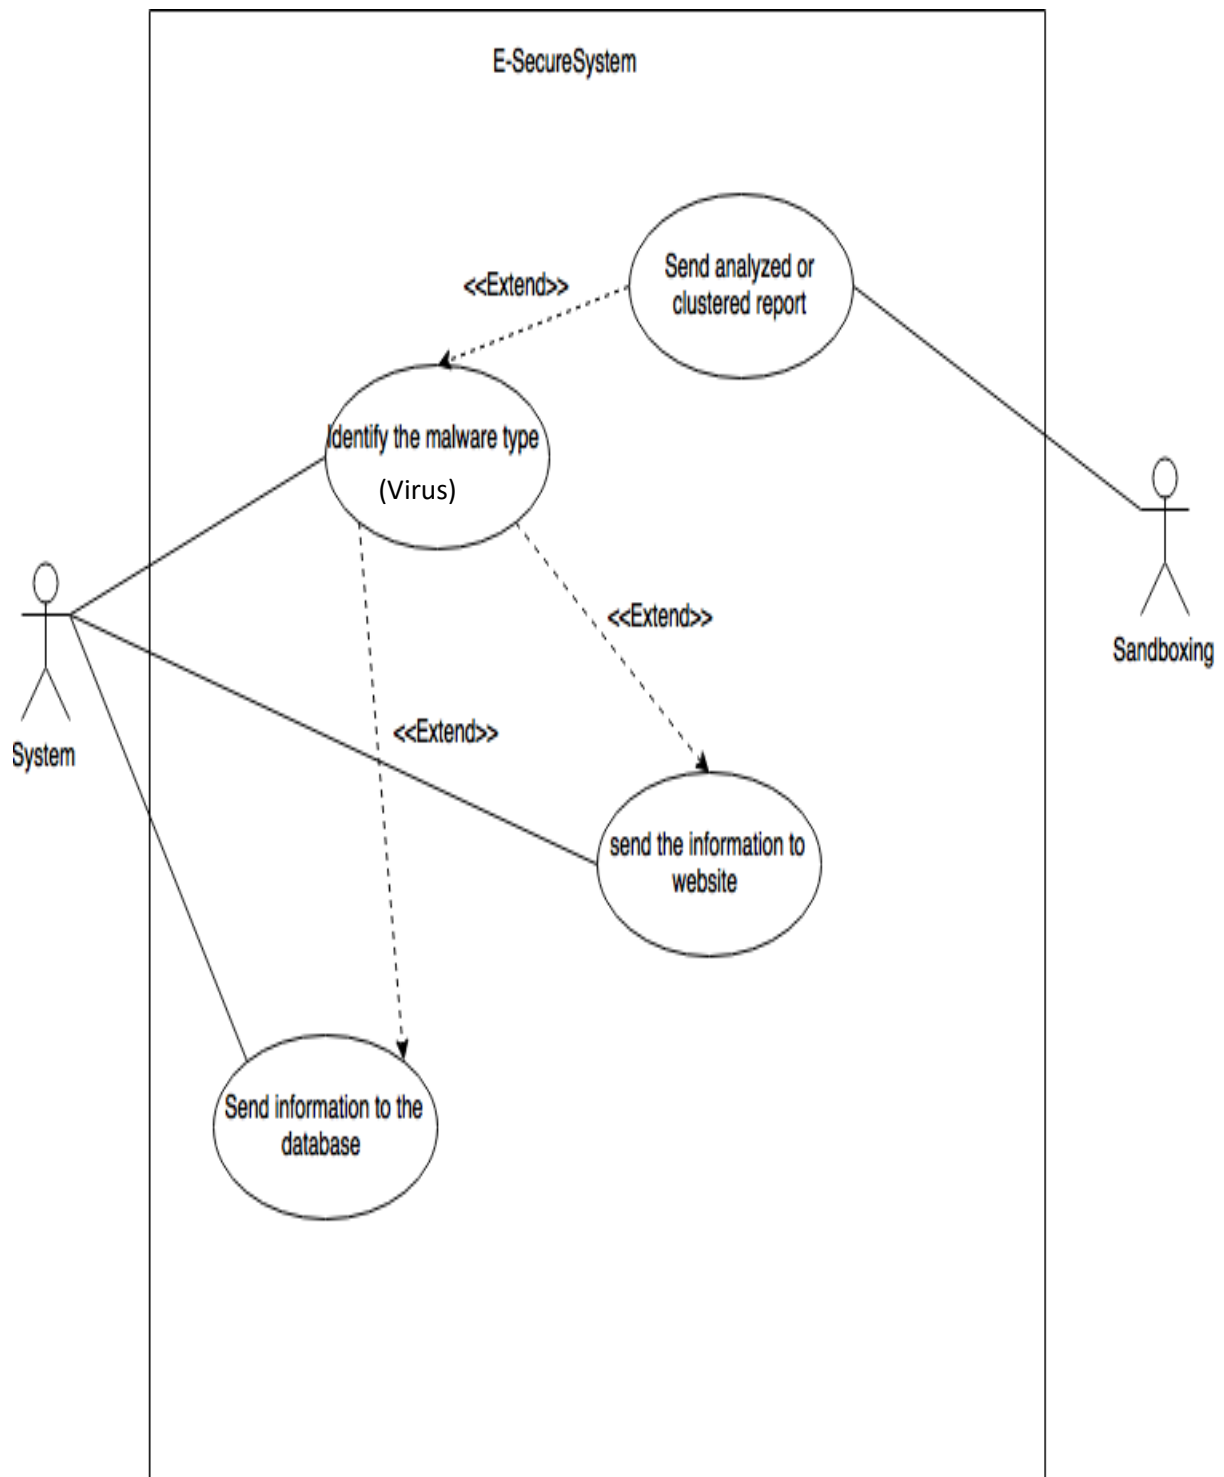 E-SecureSystem
Send analyzed or
clustered report
<<Extend>>
Identify the malware type
(Virus)
<<Extend>>
Sandboxing
<<Extend>>
System
send the information to
website
Send information to the
database